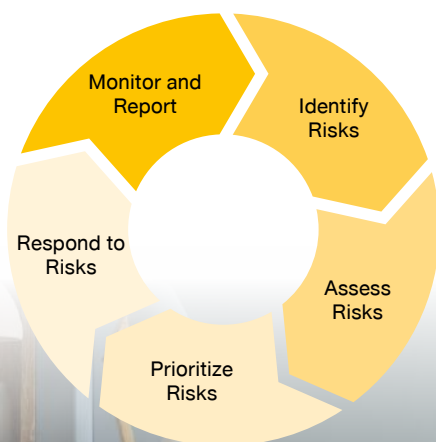 Monitor and
Report
Identify
Risks
Assess
Risks
Prioritize
Risks
Respond to
Risks